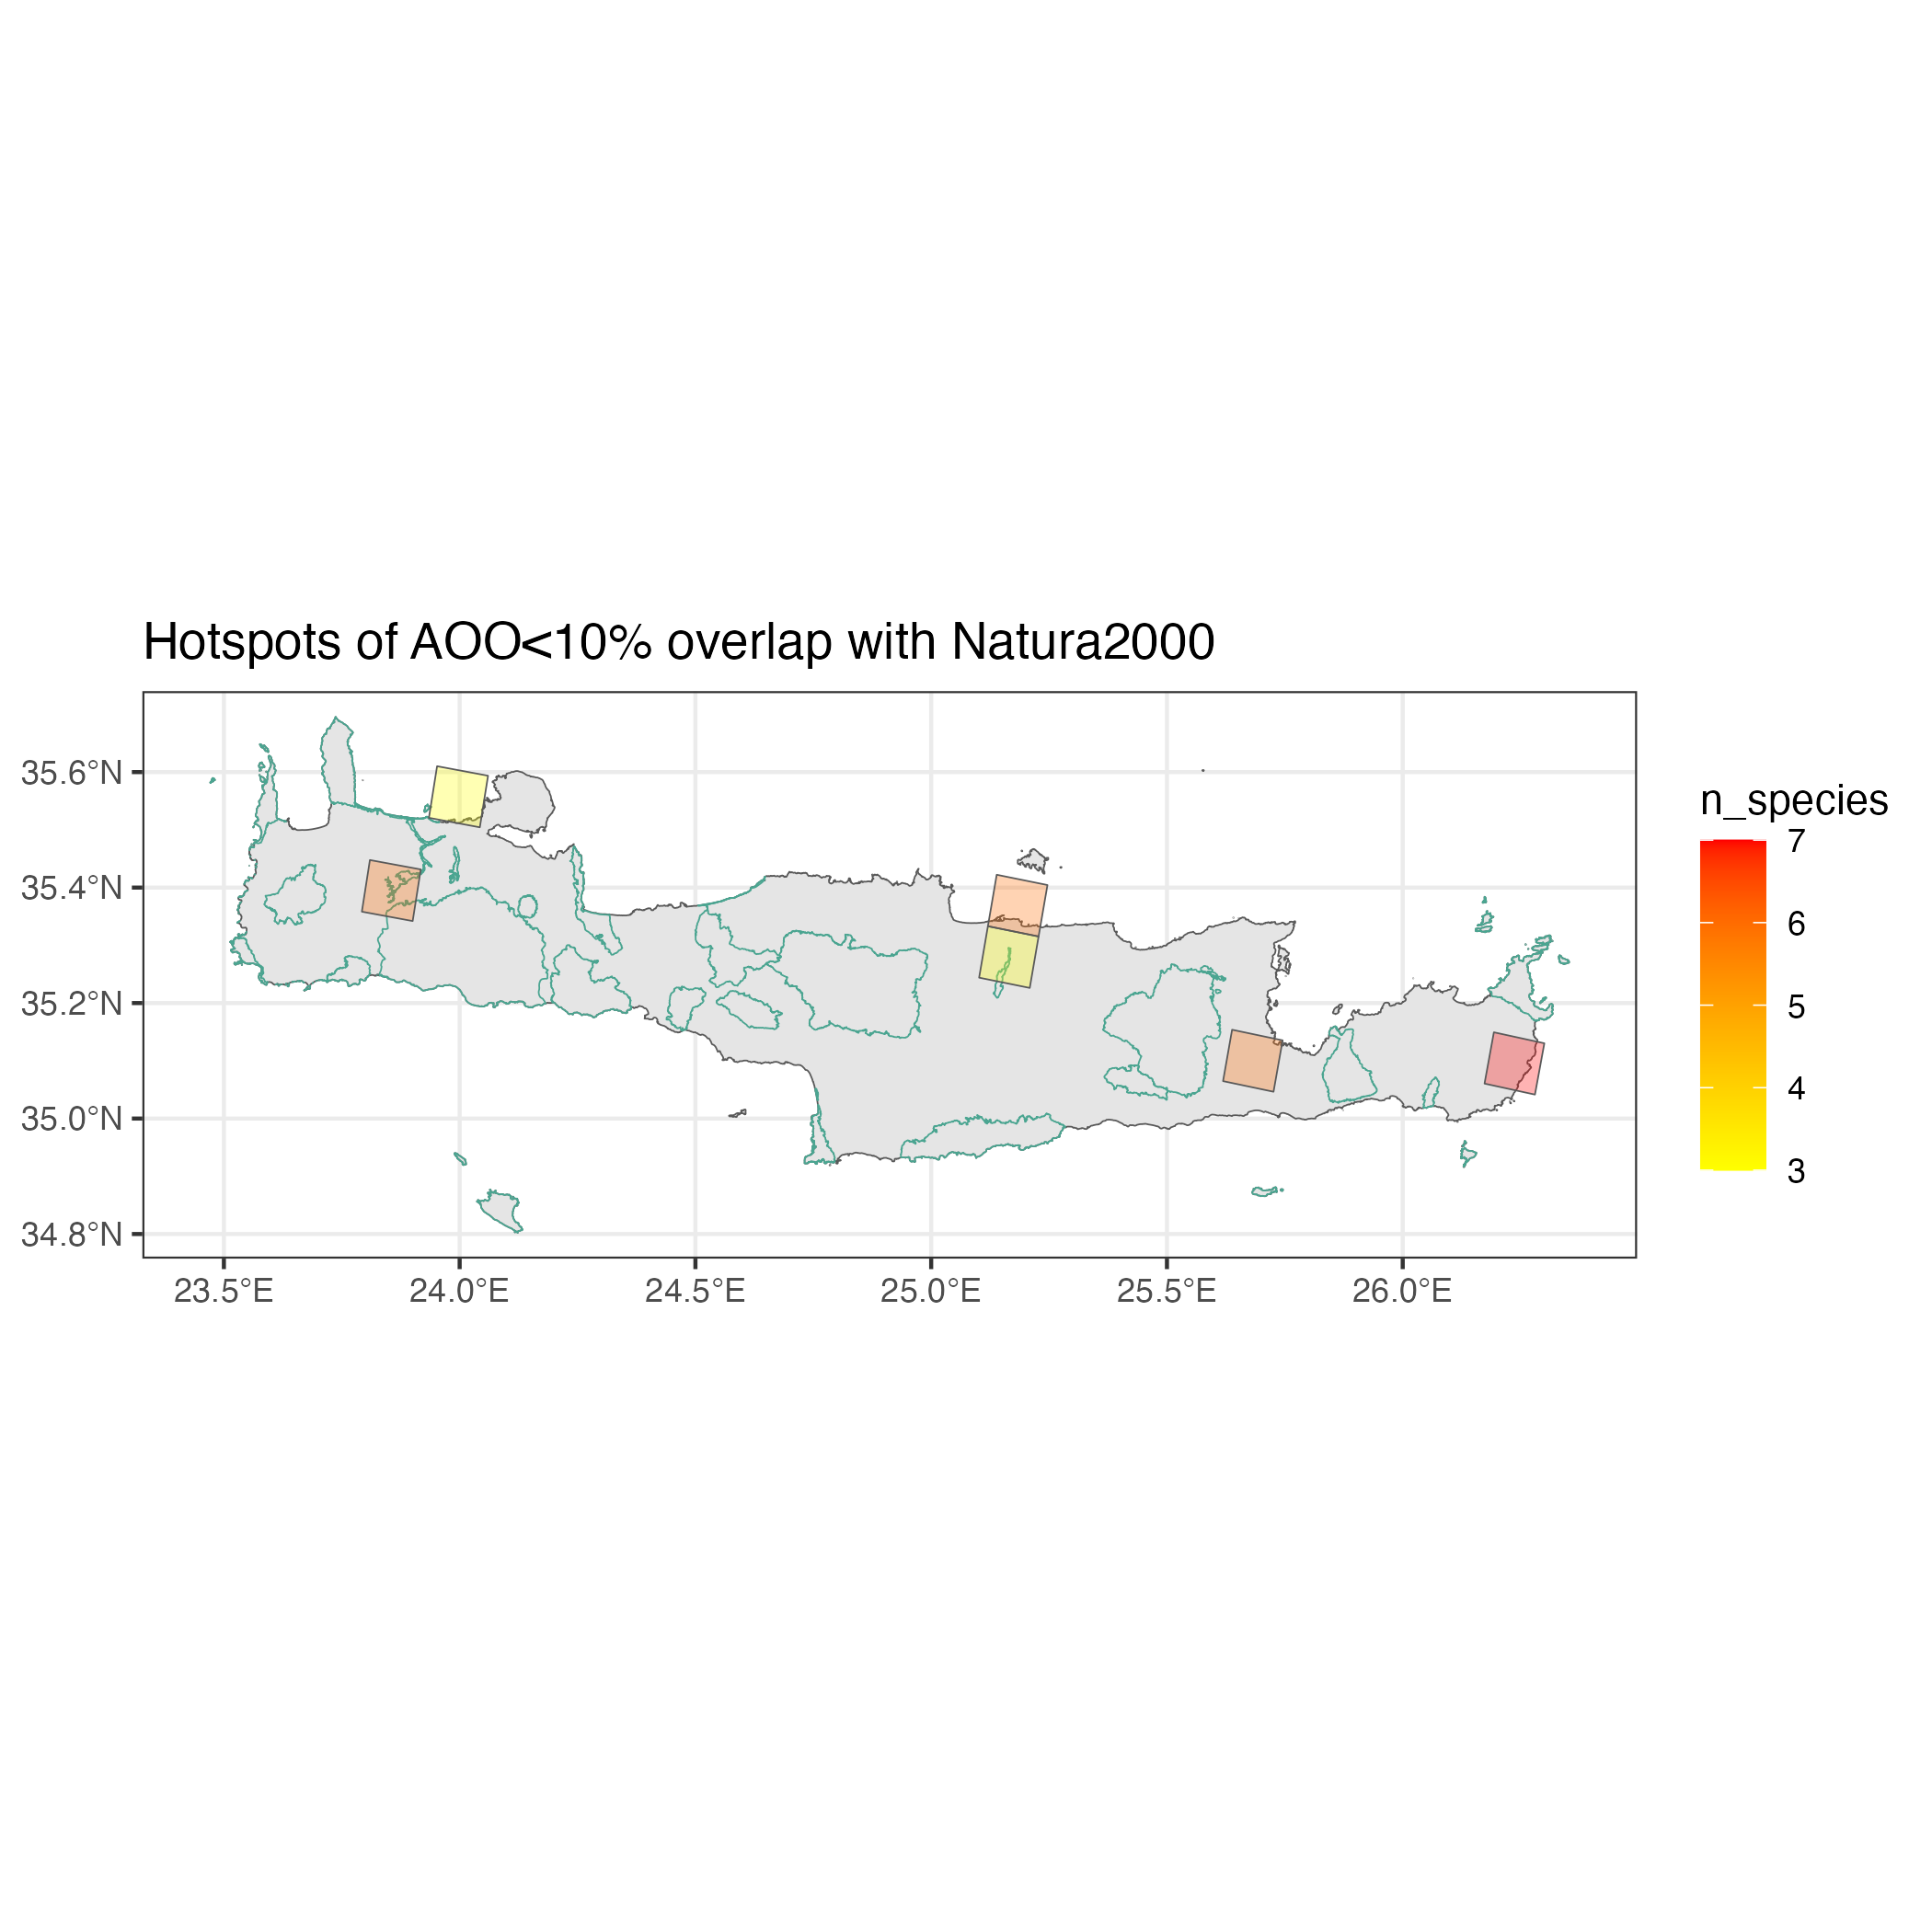 Hotspots of AOO<10% overlap with Natura2000
35.6°N
35.4°N
35.2°N
35.0°N
34.8°N
23.5°E
24.0°E
24.5°E
25.0°E
25.5°E
26.0°E
n_species
7
6
5
4
3